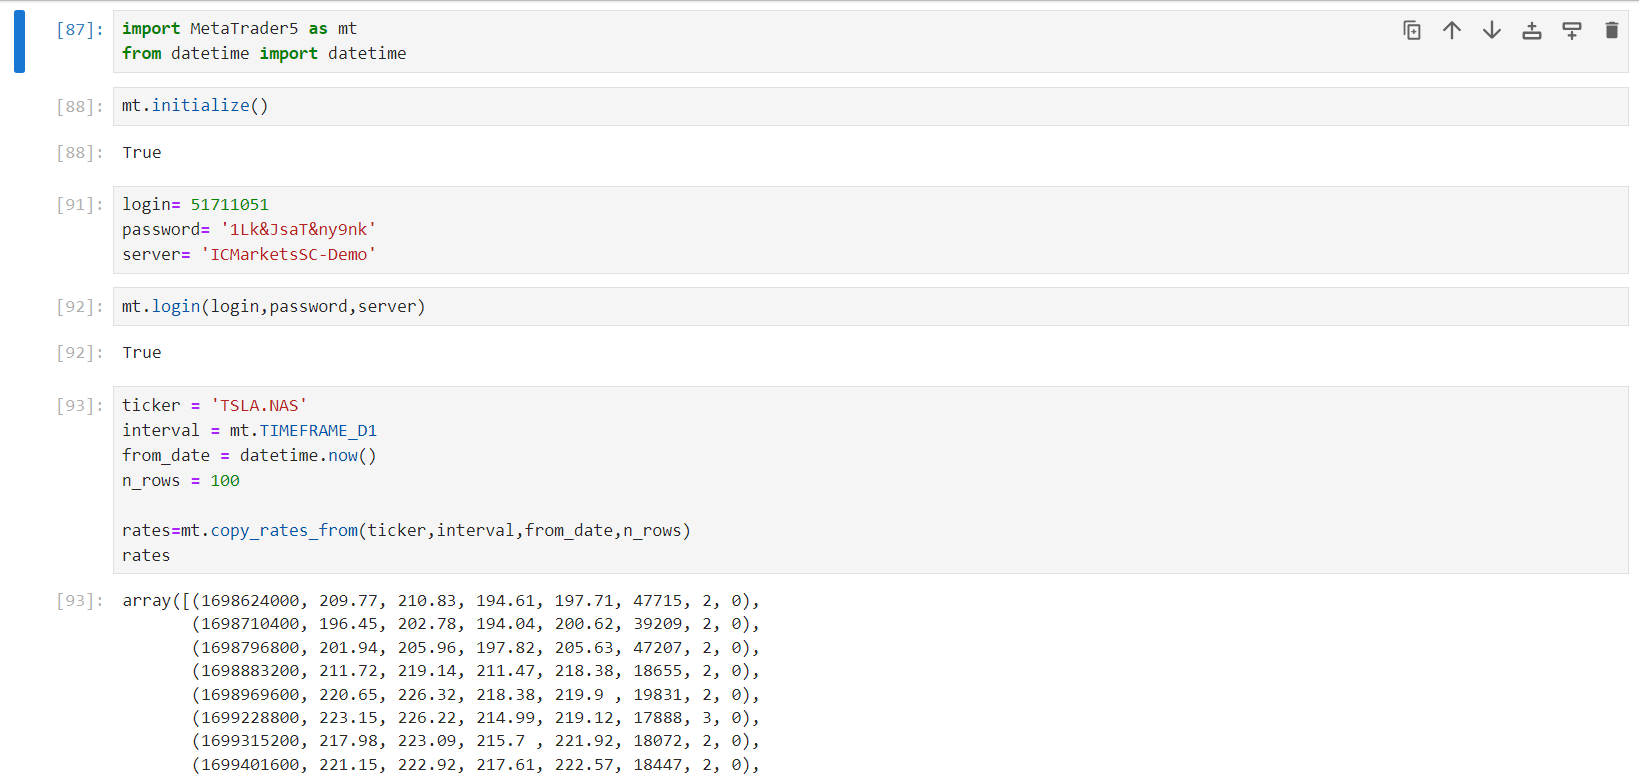 [87]: import MetaTrader5 as mt
from datetime import datetime
[88]: mt.initialize()
[88]: True
[91]: login= 51711051
password= '1Lk&JsaT&ny9nk'
server= 'ICMarketsSC-Demo'
[92]: mt.login(login,password,server)
[92]: True
[93]: ticker = 'TSLA.NAS'
interval = mt.TIMEFRAME_D1
from_date = datetime.now()
n_rows = 100
rates=mt.copy_rates_from(ticker,interval,from_date,n_rows)
rates
[93]: array([(1698624000, 209.77, 210.83, 194.61, 197.71, 47715, 2, 0),
(1698710400, 196.45, 202.78, 194.04, 200.62, 39209, 2, 0),
(1698796800, 201.94, 205.96, 197.82, 205.63, 47207, 2, 0),
(1698883200, 211.72, 219.14, 211.47, 218.38, 18655, 2, 0),
(1698969600, 220.65, 226.32, 218.38, 219.9 , 19831, 2, 0),
(1699228800, 223.15, 226.22, 214.99, 219.12, 17888, 3, 0),
(1699315200, 217.98, 223.09, 215.7 , 221.92, 18072, 2, 0),
(1699401600, 221.15, 222.92, 217.61, 222.57, 18447, 2, 0),